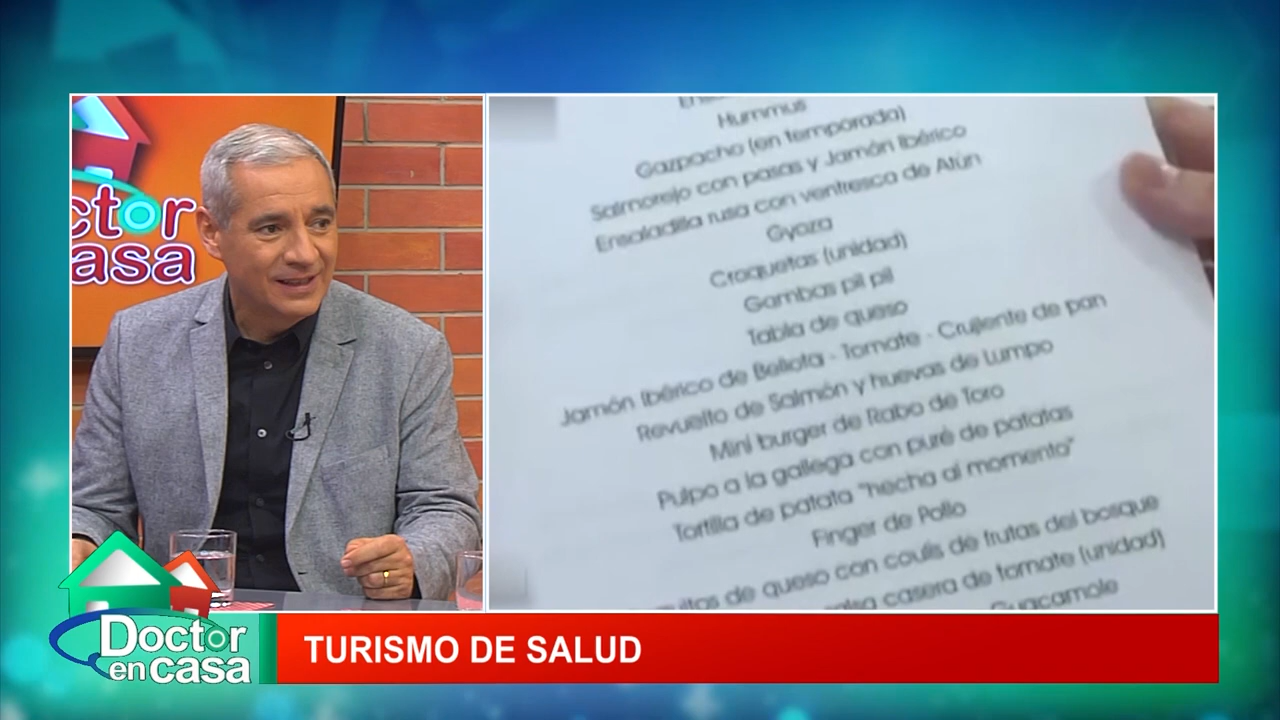 ctor
asa
Hummus
Gazpacho (en temporada)
Salmorejo con pasas y Jamón Ibérico
Ensaladilla rusa con ventresca de Atún
Gyoza
Croquetas (unidad)
Gambas pil pil
Tabla de queso
Jamón Ibérico de Bellota - Tomate - Crujiente de pan
Revuelto de Salmón y huevas de Lumpo
Mini burger de Rabo de Toro
Pulpo a la gallega con puré de patatas
Tortilla de patata "hecha al momento"
Finger de Pollo
de queso con coulis de frutas del bosque
casera de tomate (unidad)
Guacamole
Doctor
en casa
TURISMO DE SALUD